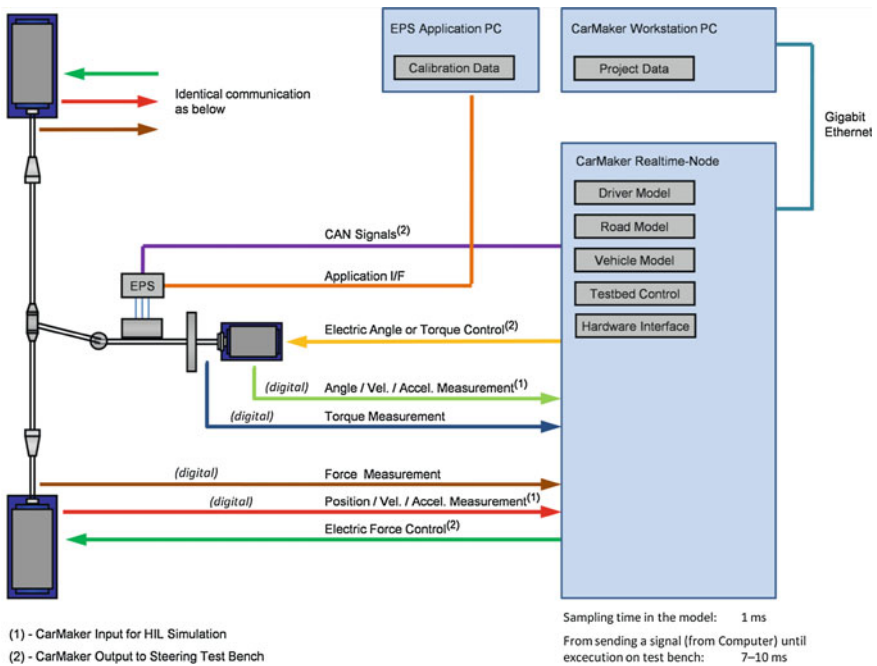 EPS Application PC
Calibration Data
CarMaker Workstation PC
Project Data
Identical communication
as below
Gigabit
Ethernet
CarMaker Realtime-Node
Driver Model
Road Model
Vehicle Model
Testbed Control
Hardware Interface
CAN Signals(2)
EPS
Application I/F
Electric Angle or Torque Control(2)
(digital) Angle / Vel. / Accel. Measurement(1)
(digital) Torque Measurement
(digital) Force Measurement
(digital) Position / Vel. / Accel. Measurement(1)
Electric Force Control(2)
(1) - CarMaker Input for HIL Simulation
(2) - CarMaker Output to Steering Test Bench
Sampling time in the model: 1 ms
From sending a signal (from Computer) until
excecution on test bench: 7–10 ms